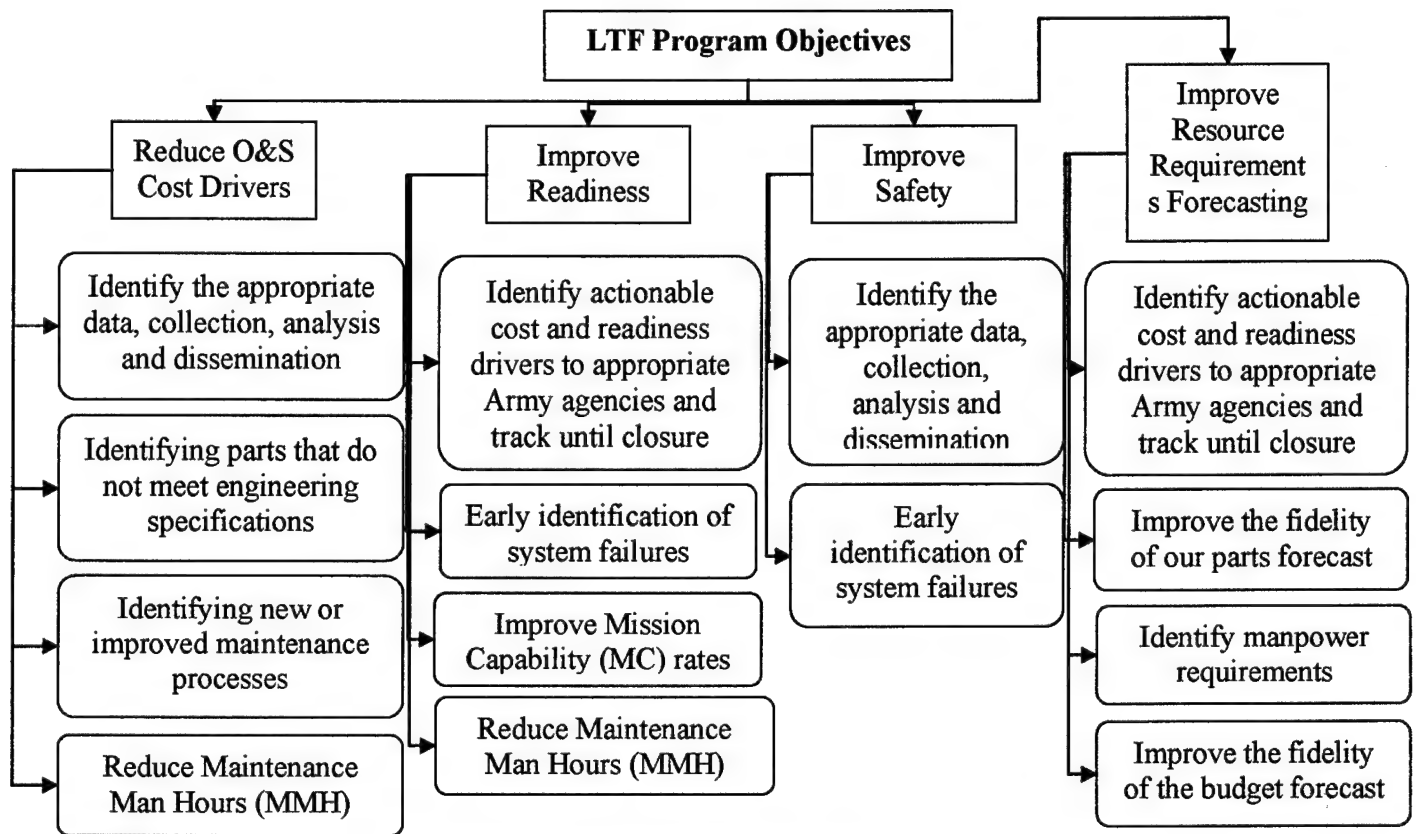 LTF Program Objectives
Reduce O&S
Cost Drivers
Identify the appropriate
data, collection, analysis
and dissemination
Identifying parts that do
not meet engineering
specifications
Identifying new or
improved maintenance
processes
Reduce Maintenance
Man Hours (MMH)
Improve
Readiness
Identify actionable
cost and readiness
drivers to appropriate
Army agencies and
track until closure
Early identification of
system failures
Improve Mission
Capability (MC) rates
Reduce Maintenance
Man Hours (MMH)
Improve
Safety
Identify the
appropriate data,
collection,
analysis and
dissemination
Early
identification of
system failures
Improve
Resource
Requirement
s Forecasting
Identify actionable
cost and readiness
drivers to appropriate
Army agencies and
track until closure
Improve the fidelity
of our parts forecast
Identify manpower
requirements
Improve the fidelity
of the budget forecast